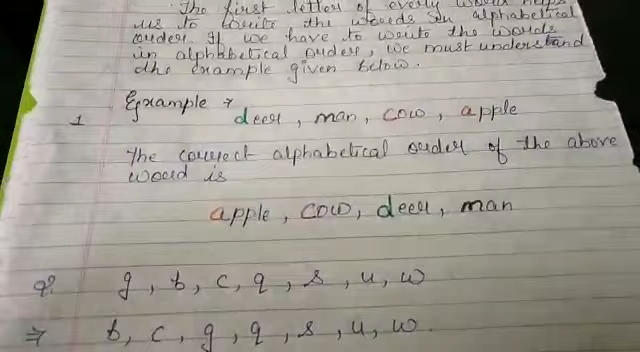 The first letter of every word helps
us to write the words in alphabetical
order. If we have to write the words
in alphabetical order, we must understand
the example given below.
Example →
1 deer, man, cow, apple
The correct alphabetical order of the above
word is
apple, cow, deer, man
Q. g, b, c, q, s, u, w
⇒ b, c, g, q, s, u, w.